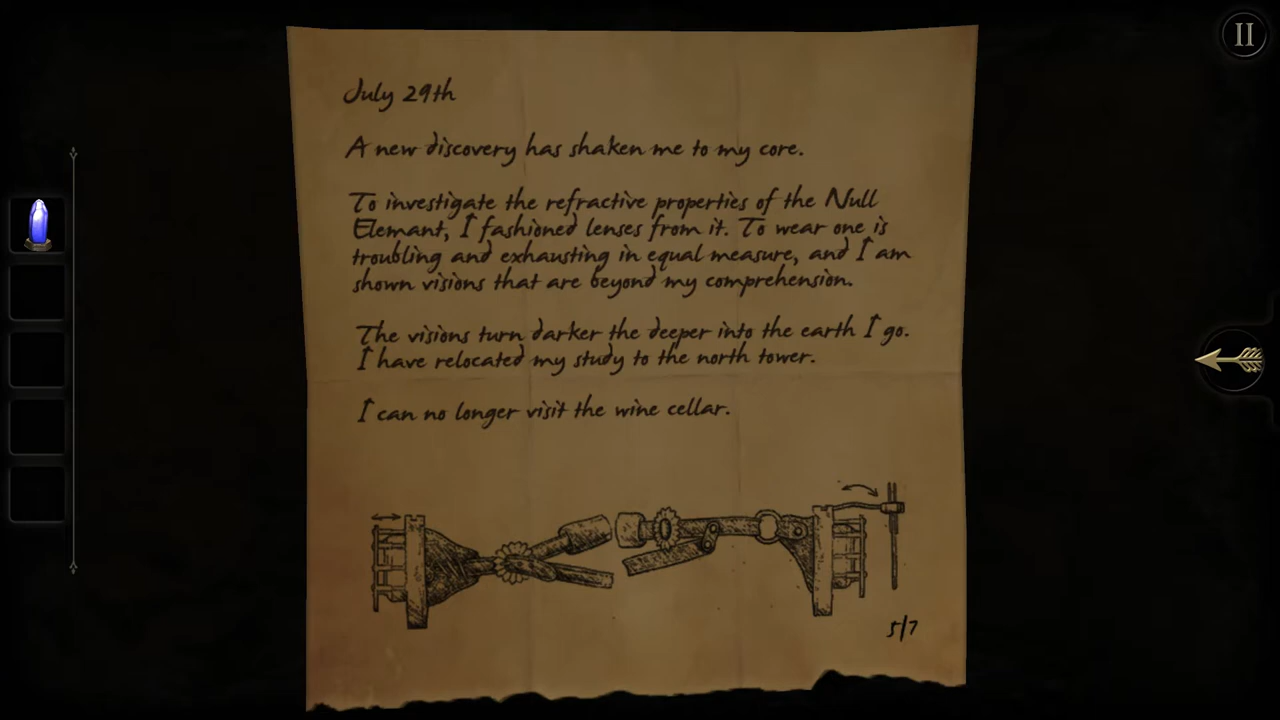 July 29th
A new discovery has shaken me to my core.
To investigate the refractive properties of the Null
Elemant, I fashioned lenses from it. To wear one is
troubling and exhausting in equal measure, and I am
shown visions that are beyond my comprehension.
The visions turn darker the deeper into the earth I go.
I have relocated my study to the north tower.
I can no longer visit the wine cellar.
5/7